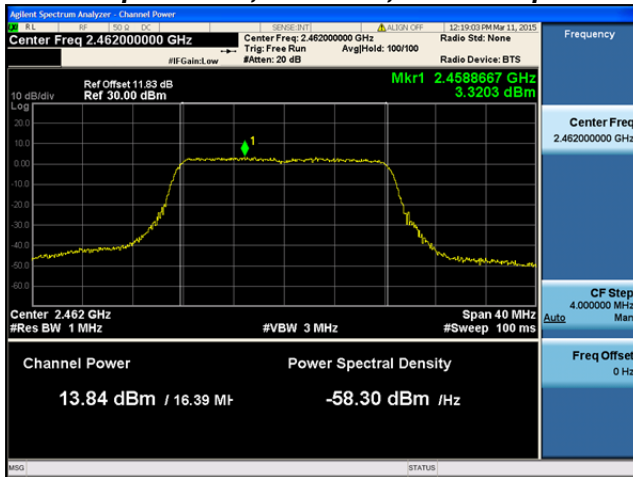 Agilent Spectrum Analyzer - Channel Power
RL RF 50 Ω DC SENSE:INT ALIGN OFF 12:19:03 PM Mar 11, 2015
Center Freq 2.462000000 GHz
Center Freq: 2.462000000 GHz
Radio Std: None
Trig: Free Run Avg|Hold: 100/100
#IFGain:Low #Atten: 20 dB Radio Device: BTS
Frequency
Mkr1 2.4588667 GHz
3.3203 dBm
Ref Offset 11.83 dB
10 dB/div Ref 30.00 dBm
Log
20.0
10.0
0.00
-10.0
-20.0
-30.0
-40.0
-50.0
-60.0
1
Center 2.462 GHz Span 40 MHz
#Res BW 1 MHz #VBW 3 MHz #Sweep 100 ms
Center Freq
2.462000000 GHz
CF Step
4.000000 MHz
Auto Man
Freq Offset
0 Hz
Channel Power Power Spectral Density
13.84 dBm / 16.39 MH -58.30 dBm /Hz
MSG STATUS